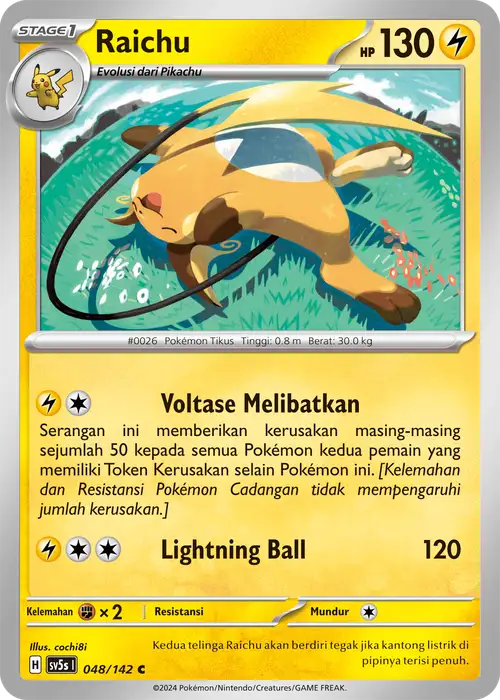 STAGE1
Raichu
HP 130
Evolusi dari Pikachu
#0026 Pokémon Tikus Tinggi: 0.8 m Berat: 30.0 kg
Voltase Melibatkan
Serangan ini memberikan kerusakan masing-masing
sejumlah 50 kepada semua Pokémon kedua pemain yang
memiliki Token Kerusakan selain Pokémon ini. [Kelemahan
dan Resistansi Pokémon Cadangan tidak mempengaruhi
jumlah kerusakan.]
Lightning Ball 120
Kelemahan ×2 Resistansi Mundur
Illus. cochi8i
Kedua telinga Raichu akan berdiri tegak jika kantong listrik di
pipinya terisi penuh.
H sv5s I 048/142 C
©2024 Pokémon/Nintendo/Creatures/GAME FREAK.